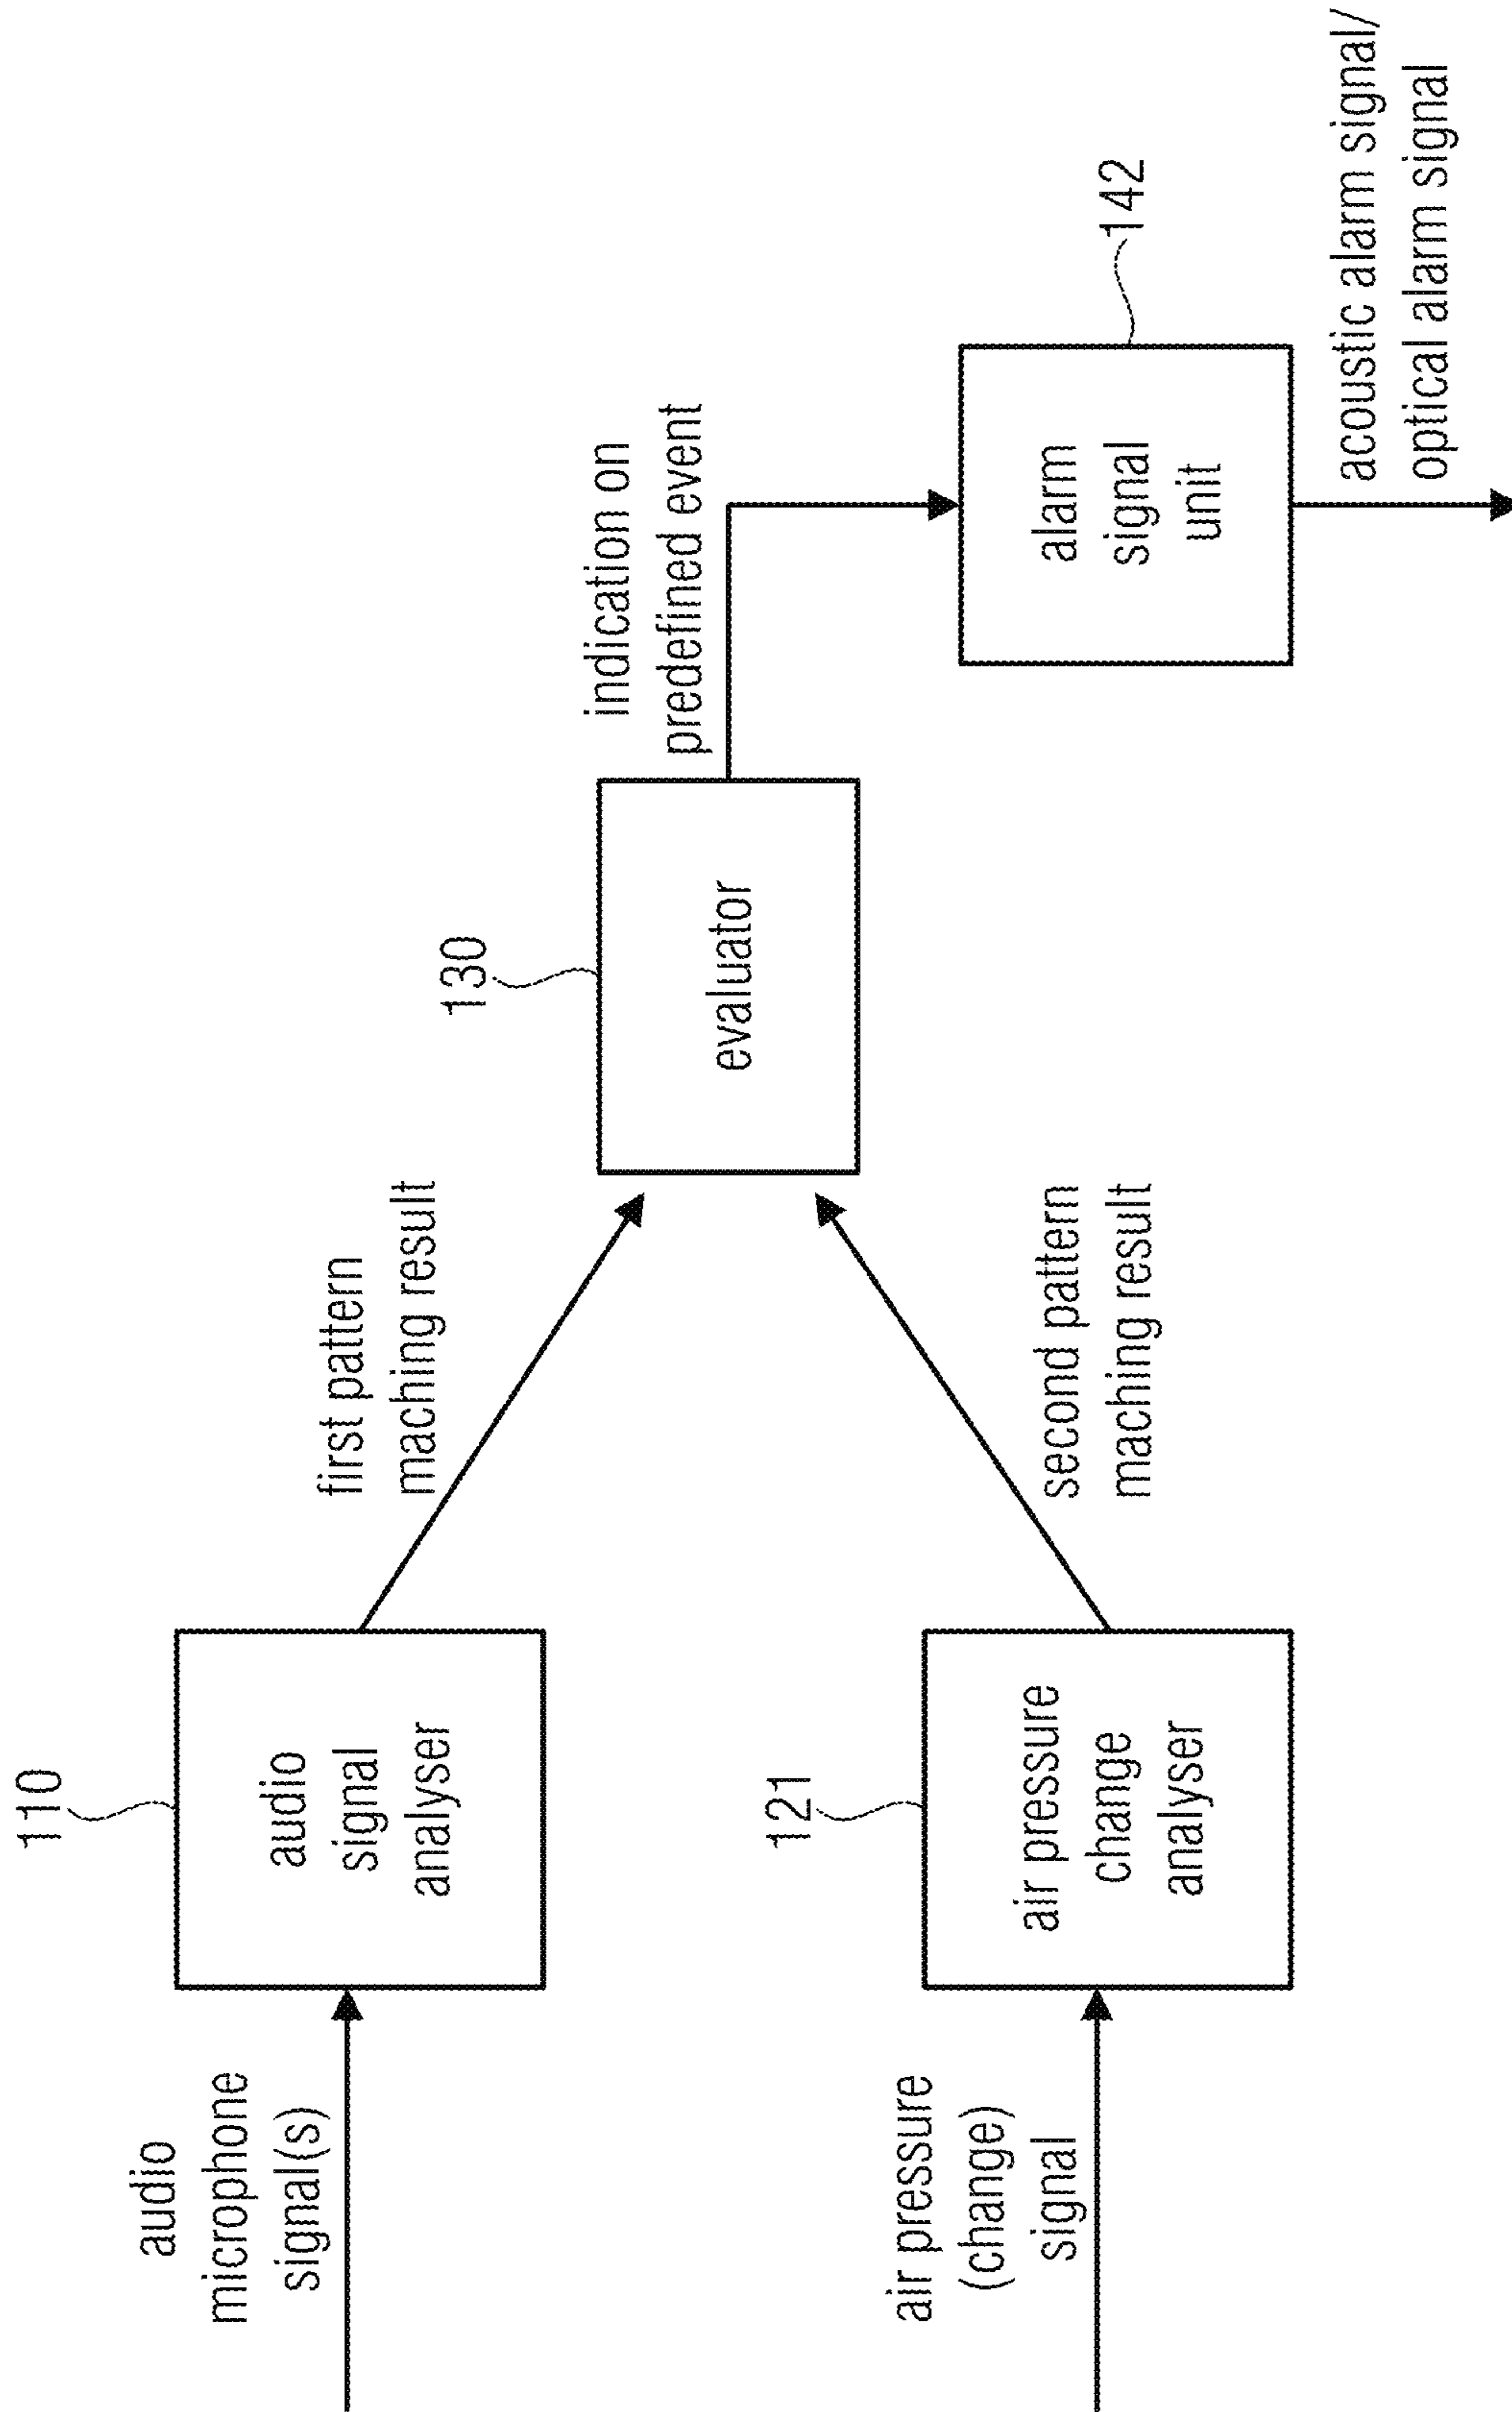 audio
microphone
signal(s)
110
audio
signal
analyser
first pattern
maching result
air pressure
(change)
signal
121
air pressure
change
analyser
second pattern
maching result
130
evaluator
indication on
predefined event
142
alarm
signal
unit
acoustic alarm signal/
optical alarm signal